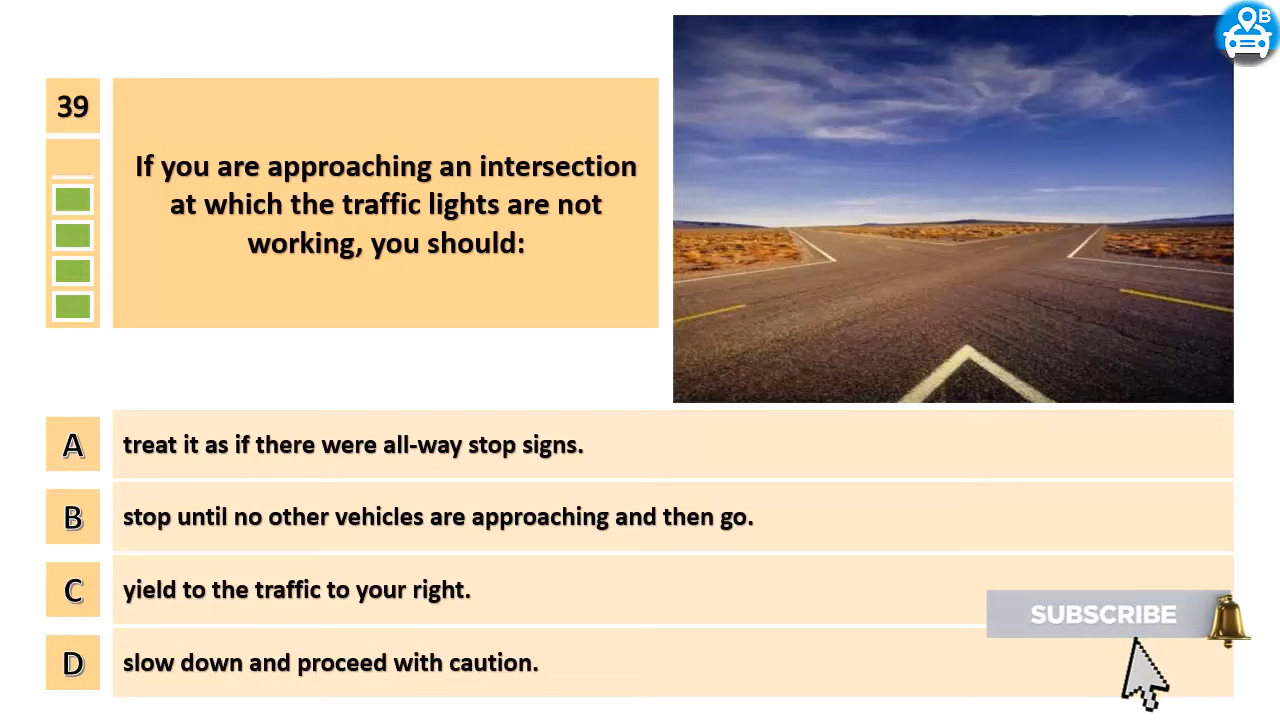 B
39
If you are approaching an intersection
at which the traffic lights are not
working, you should:
A
treat it as if there were all-way stop signs.
B
stop until no other vehicles are approaching and then go.
C
yield to the traffic to your right.
SUBSCRIBE
D
slow down and proceed with caution.